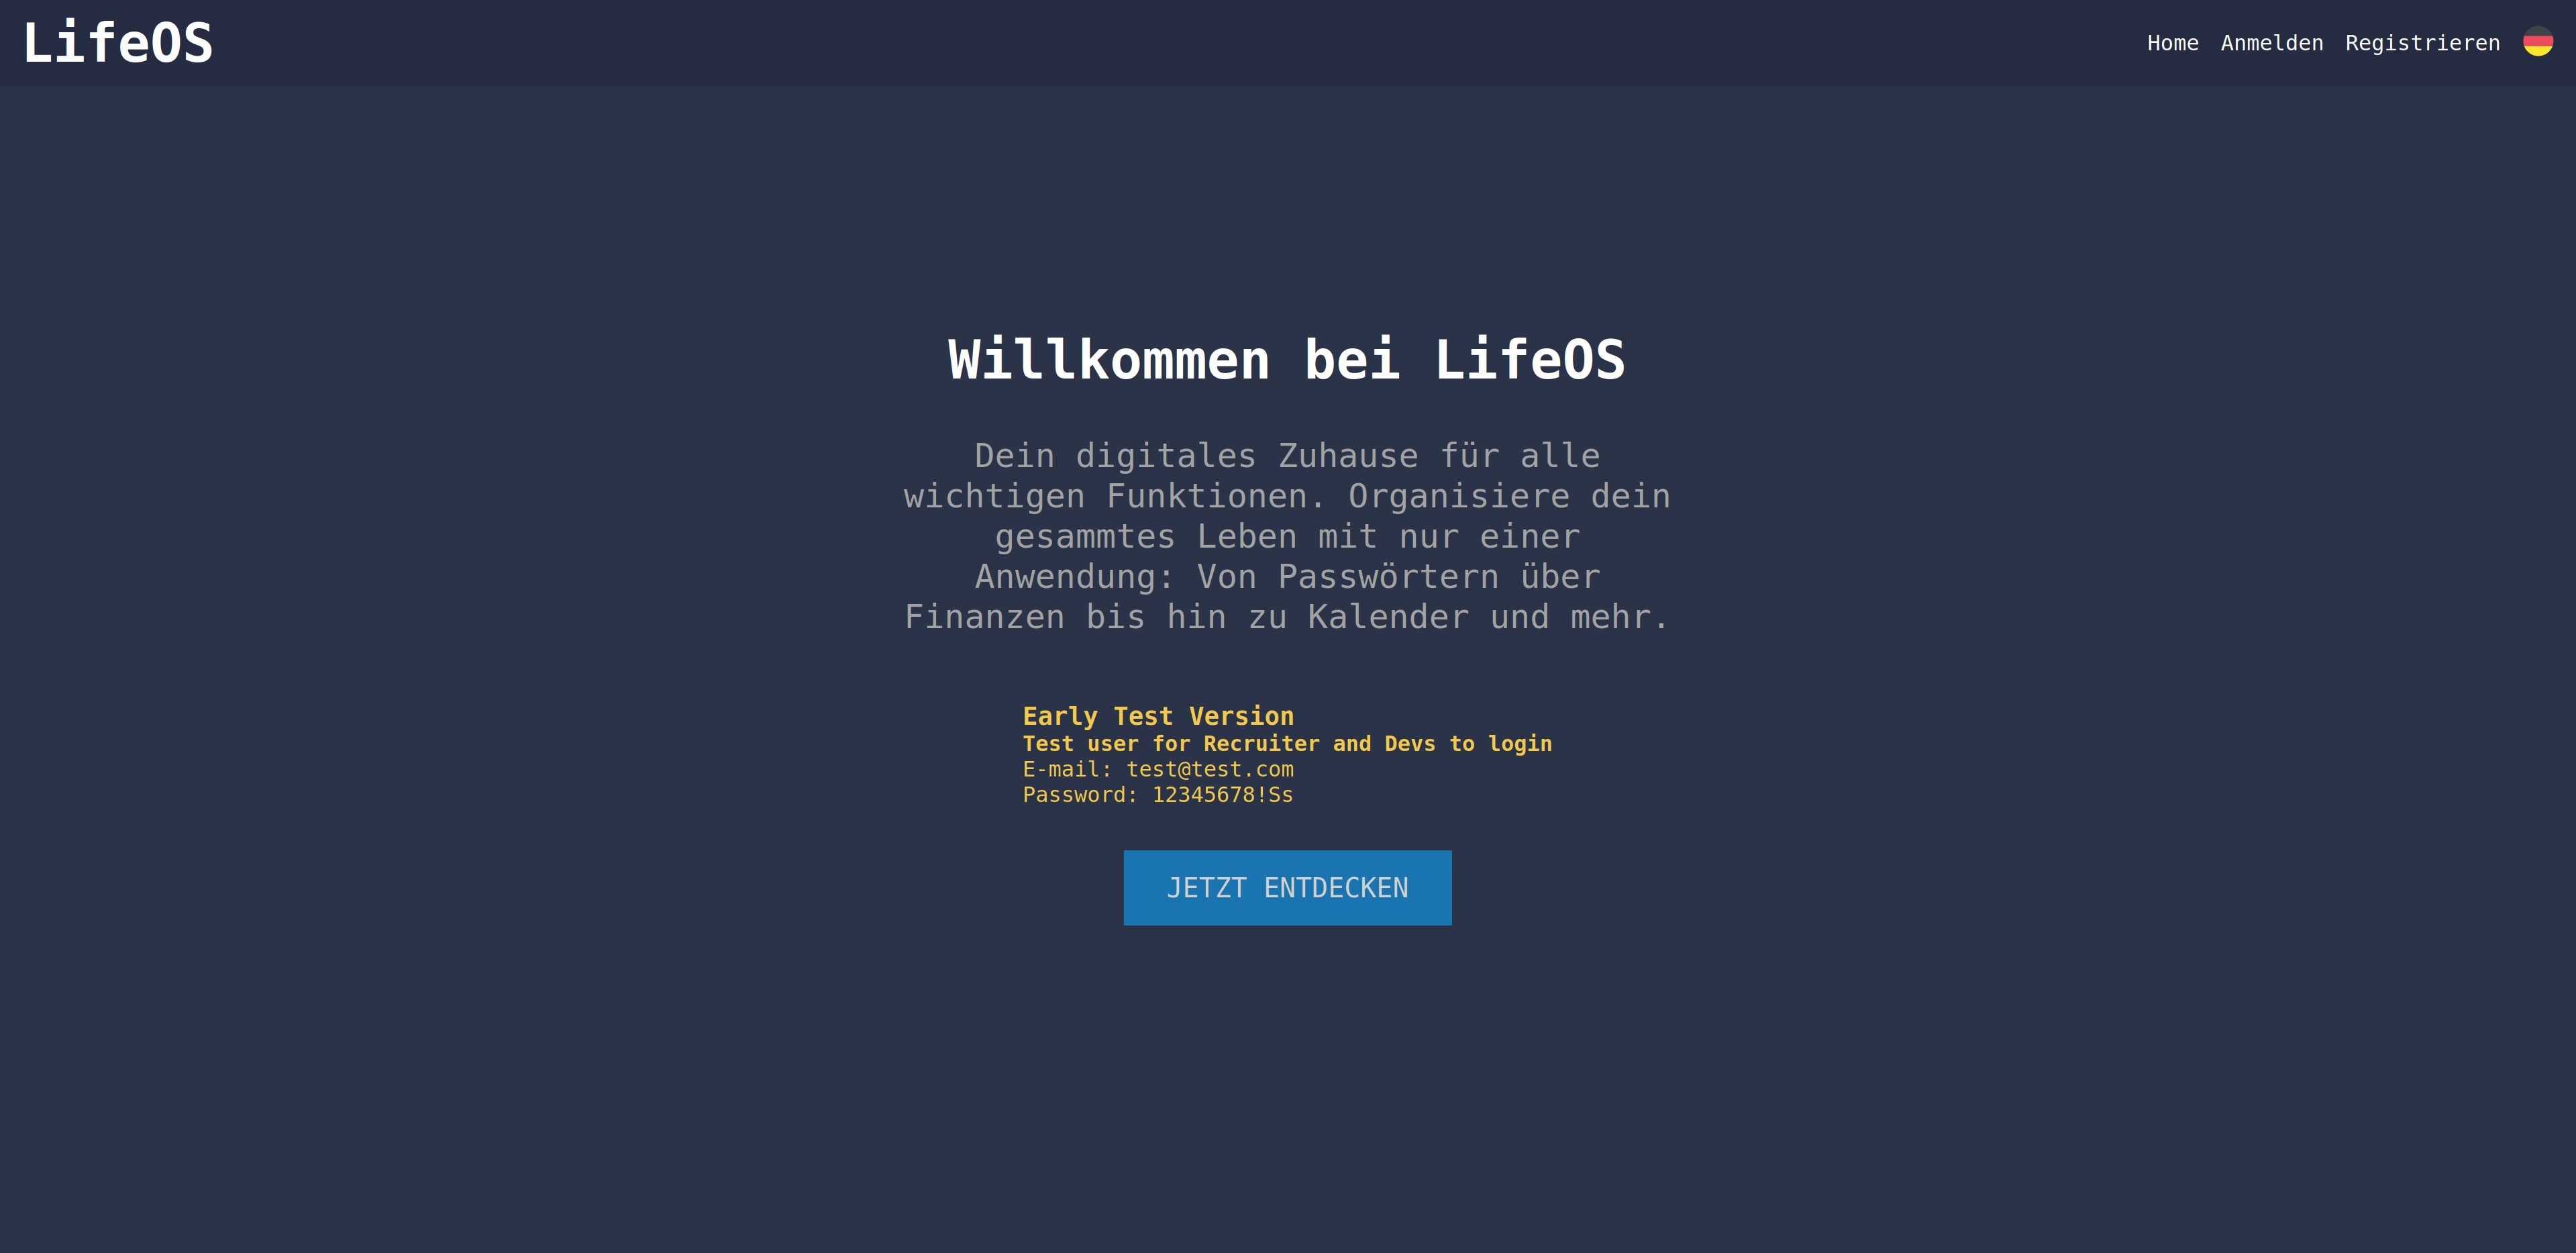 LifeOS
Home Anmelden Registrieren
Willkommen bei LifeOS
Dein digitales Zuhause für alle
wichtigen Funktionen. Organisiere dein
gesammtes Leben mit nur einer
Anwendung: Von Passwörtern über
Finanzen bis hin zu Kalender und mehr.
Early Test Version
Test user for Recruiter and Devs to login
E-mail: test@test.com
Password: 12345678!Ss
JETZT ENTDECKEN